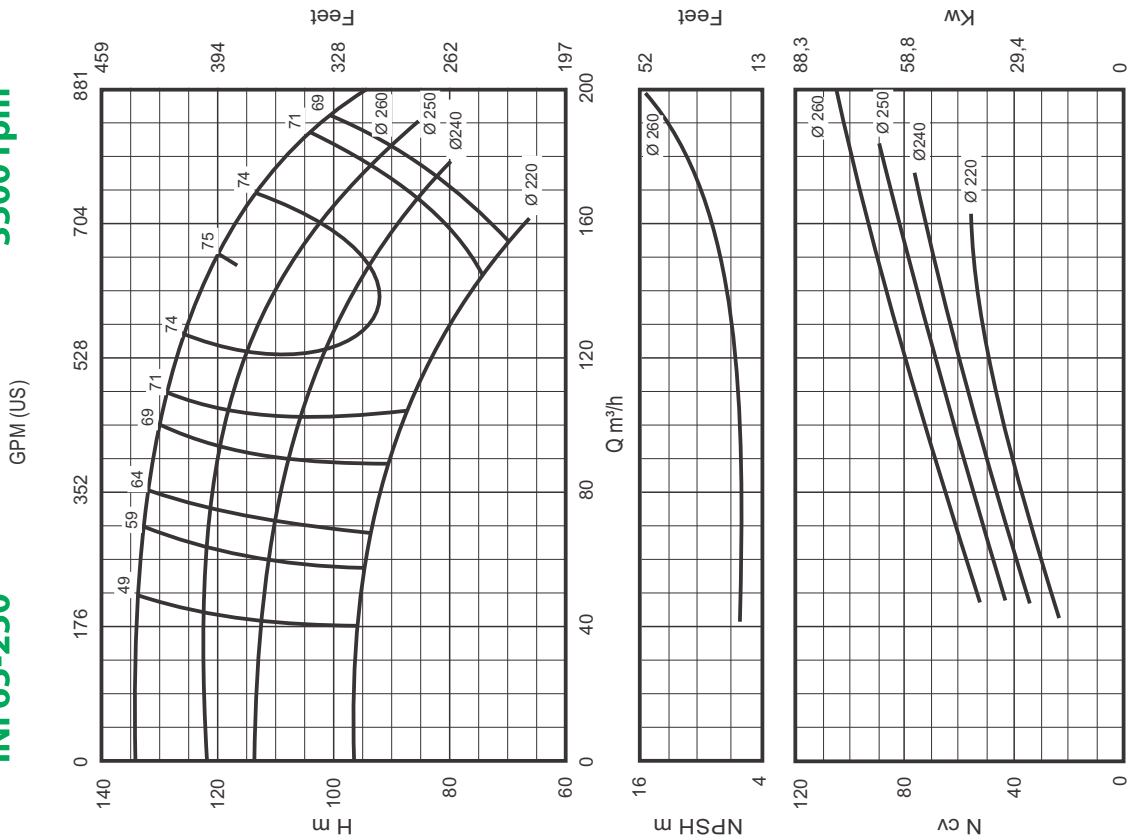 3500 rpm
GPM (US)
0 176 352 528 704 881
H m
140 120 100 80 60
Feet
459 394 328 262 197
49 59 64 69 71 74 75 74 71 69
Ø 260
Ø 250
Ø240
Ø 220
0 40 80 120 160 200
Q m³/h
NPSH m
16 4
Feet
52 13
Ø 260
N cv
120 80 40 0
Kw
88,3 58,8 29,4 0
Ø 260
Ø 250
Ø240
Ø 220